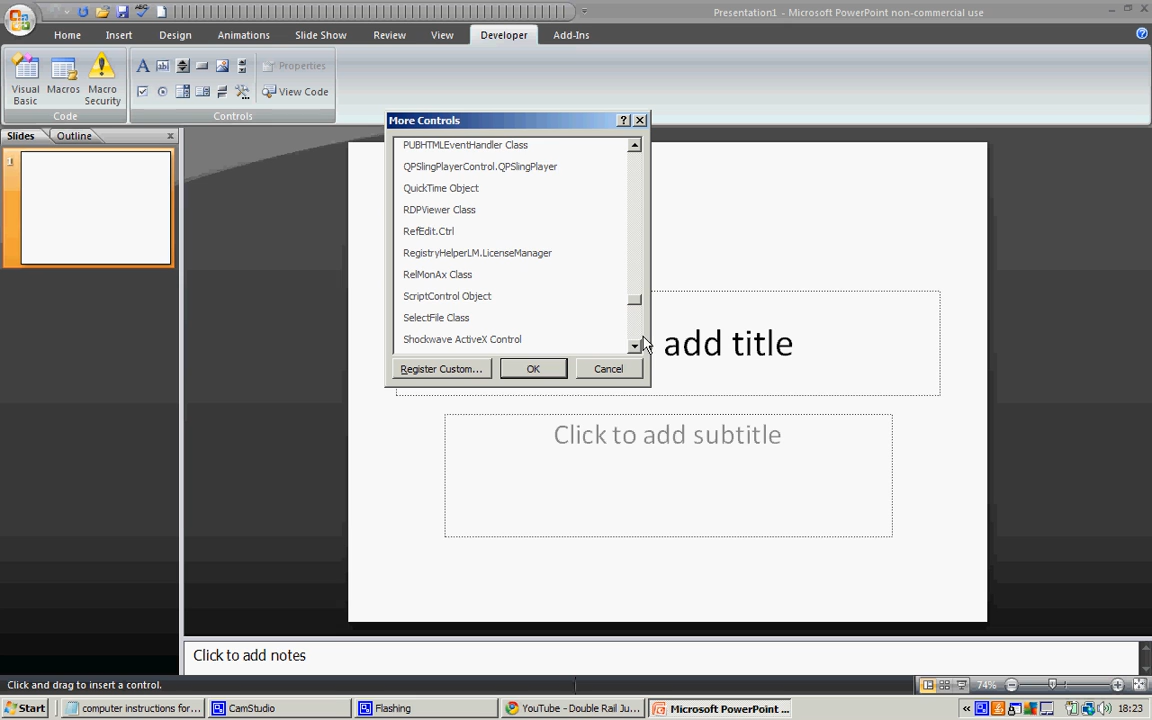 Presentation1 - Microsoft PowerPoint non-commercial use
Home Insert Design Animations Slide Show Review View Developer Add-Ins
Visual Basic
Macros
Macro Security
Code
Properties
View Code
Controls
Slides Outline
1
More Controls
PUBHTMLEventHandler Class
QPSlingPlayerControl.QPSlingPlayer
QuickTime Object
RDPViewer Class
RefEdit.Ctrl
RegistryHelperLM.LicenseManager
RelMonAx Class
ScriptControl Object
SelectFile Class
Shockwave ActiveX Control
Register Custom... OK Cancel
add title
Click to add subtitle
Click to add notes
Click and drag to insert a control.
74%
Start computer instructions for... CamStudio Flashing YouTube - Double Rail Ju... Microsoft PowerPoint ... 18:23